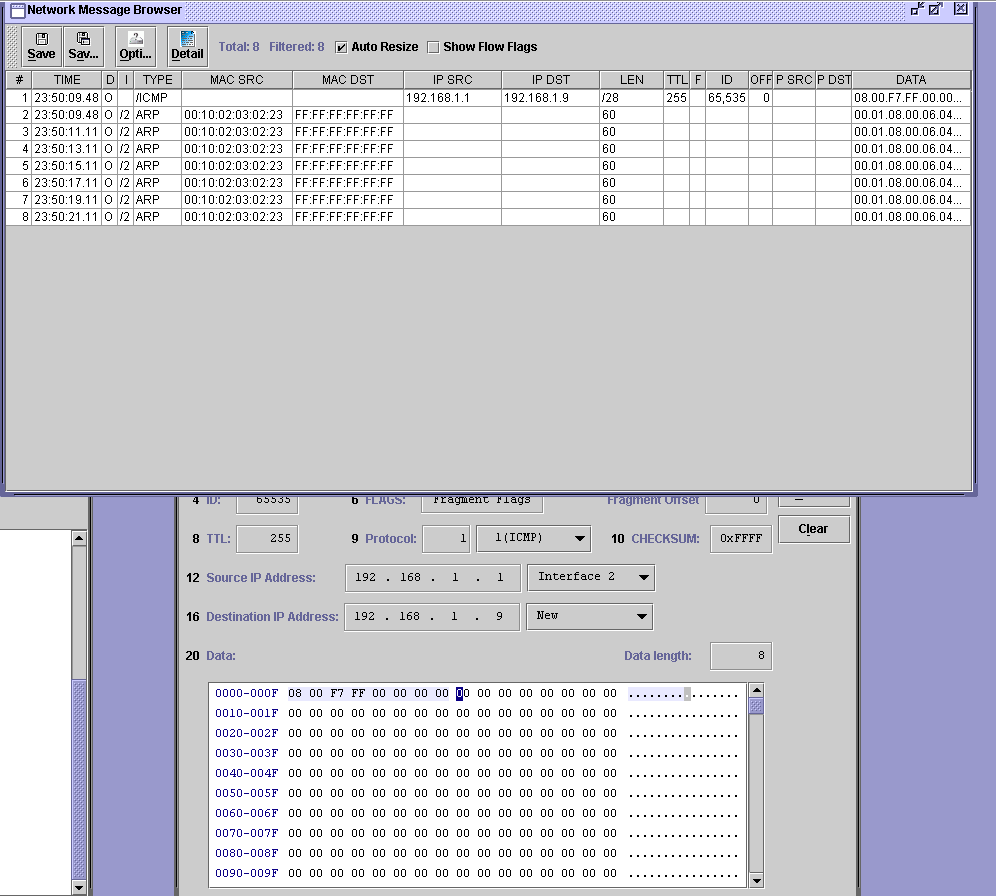 Network Message Browser
Save Sav... Opti... Detail Total: 8 Filtered: 8 Auto Resize Show Flow Flags
# TIME D I TYPE MAC SRC MAC DST IP SRC IP DST LEN TTL F ID OFF P SRC P DST DATA
1 23:50:09.48 O /ICMP 192.168.1.1 192.168.1.9 /28 255 65,535 0 08.00.F7.FF.00.00...
2 23:50:09.48 O /2 ARP 00:10:02:03:02:23 FF:FF:FF:FF:FF:FF 60 00.01.08.00.06.04...
3 23:50:11.11 O /2 ARP 00:10:02:03:02:23 FF:FF:FF:FF:FF:FF 60 00.01.08.00.06.04...
4 23:50:13.11 O /2 ARP 00:10:02:03:02:23 FF:FF:FF:FF:FF:FF 60 00.01.08.00.06.04...
5 23:50:15.11 O /2 ARP 00:10:02:03:02:23 FF:FF:FF:FF:FF:FF 60 00.01.08.00.06.04...
6 23:50:17.11 O /2 ARP 00:10:02:03:02:23 FF:FF:FF:FF:FF:FF 60 00.01.08.00.06.04...
7 23:50:19.11 O /2 ARP 00:10:02:03:02:23 FF:FF:FF:FF:FF:FF 60 00.01.08.00.06.04...
8 23:50:21.11 O /2 ARP 00:10:02:03:02:23 FF:FF:FF:FF:FF:FF 60 00.01.08.00.06.04...
4 ID: 65535 6 FLAGS: Fragment Flags Fragment Offset 0
Clear
8 TTL: 255 9 Protocol: 1 1(ICMP) 10 CHECKSUM: 0xFFFF
12 Source IP Address: 192 . 168 . 1 . 1 Interface 2
16 Destination IP Address: 192 . 168 . 1 . 9 New
20 Data: Data length: 8
0000-000F 08 00 F7 FF 00 00 00 00 00 00 00 00 00 00 00 00 ................
0010-001F 00 00 00 00 00 00 00 00 00 00 00 00 00 00 00 00 ................
0020-002F 00 00 00 00 00 00 00 00 00 00 00 00 00 00 00 00 ................
0030-003F 00 00 00 00 00 00 00 00 00 00 00 00 00 00 00 00 ................
0040-004F 00 00 00 00 00 00 00 00 00 00 00 00 00 00 00 00 ................
0050-005F 00 00 00 00 00 00 00 00 00 00 00 00 00 00 00 00 ................
0060-006F 00 00 00 00 00 00 00 00 00 00 00 00 00 00 00 00 ................
0070-007F 00 00 00 00 00 00 00 00 00 00 00 00 00 00 00 00 ................
0080-008F 00 00 00 00 00 00 00 00 00 00 00 00 00 00 00 00 ................
0090-009F 00 00 00 00 00 00 00 00 00 00 00 00 00 00 00 00 ................